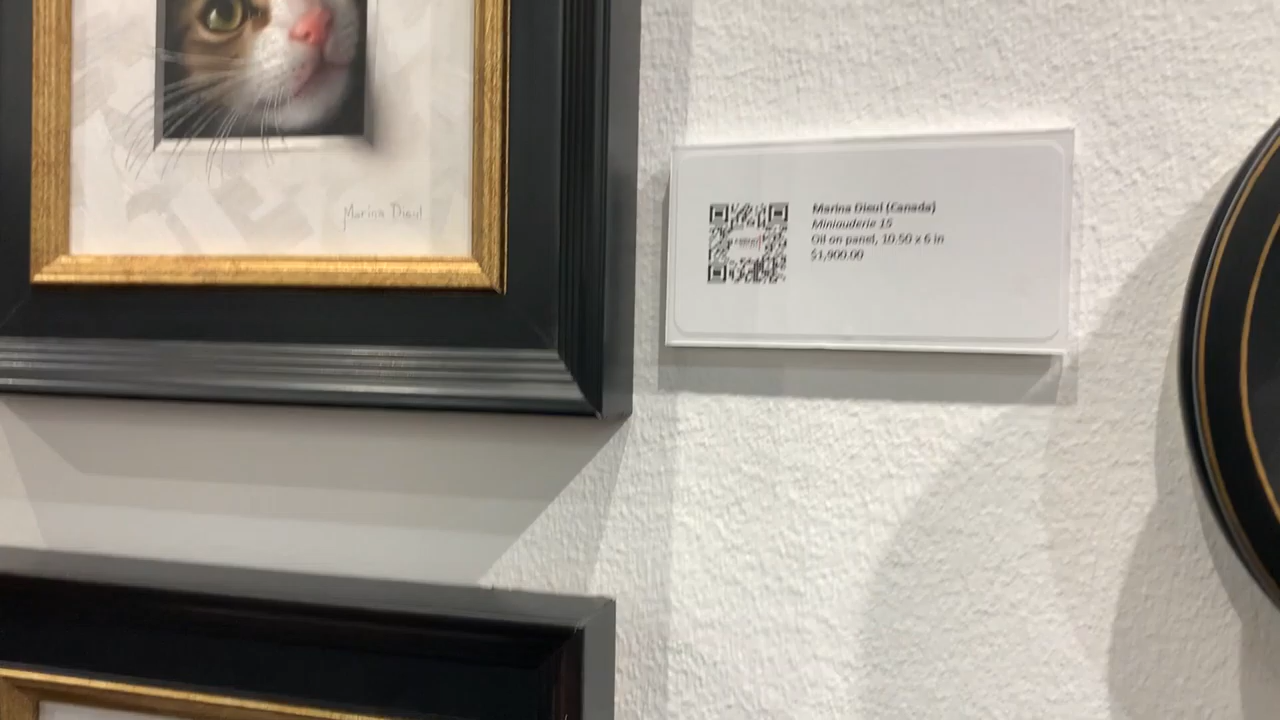 Marina Dieul
Marina Dieul (Canada)
Miniouderie 15
Oil on panel, 10.50 x 6 in
$1,900.00